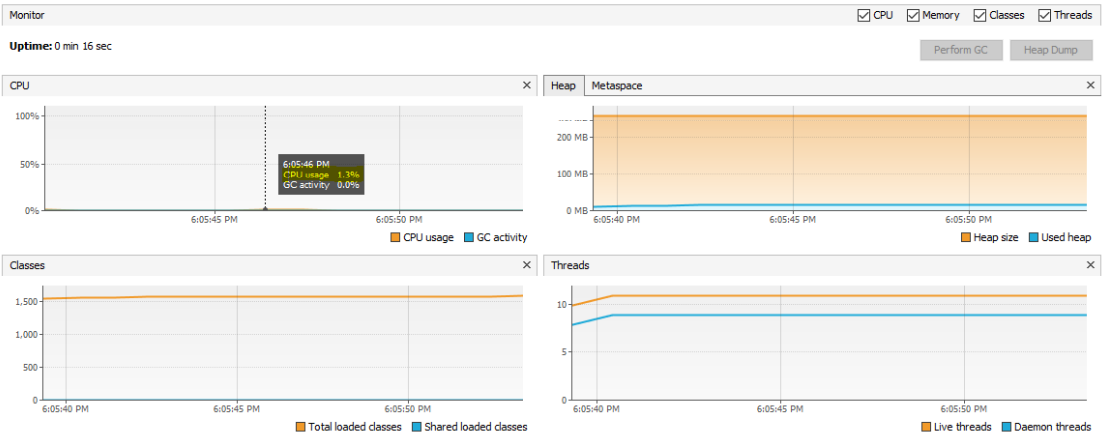 Monitor
CPU Memory Classes Threads
Uptime: 0 min 16 sec
Perform GC Heap Dump
CPU
100%
50%
0%
6:05:46 PM
CPU usage 1.3%
GC activity 0.0%
6:05:45 PM 6:05:50 PM
CPU usage GC activity
Heap Metaspace
200 MB
100 MB
0 MB
6:05:40 PM 6:05:45 PM 6:05:50 PM
Heap size Used heap
Classes
1,500
1,000
500
0
6:05:40 PM 6:05:45 PM 6:05:50 PM
Total loaded classes Shared loaded classes
Threads
10
5
0
6:05:40 PM 6:05:45 PM 6:05:50 PM
Live threads Daemon threads